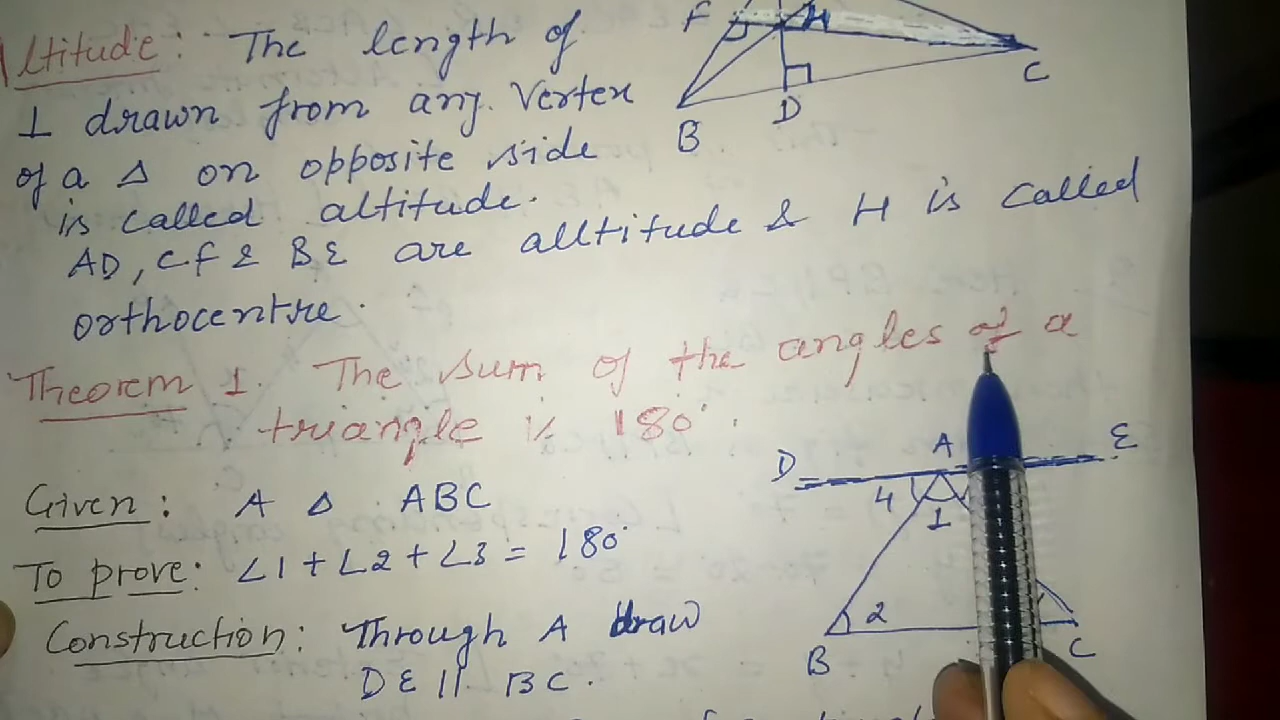 Altitude: The length of
⊥ drawn from any vertex
of a Δ on opposite side
is called altitude.
AD, CF & BE are alltitude & H is called
orthocentre.
F H C
B D
Theorem 1. The sum of the angles of a
triangle is 180°.
Given: A Δ ABC
To prove: ∠1 + ∠2 + ∠3 = 180°
Construction: Through A draw
DE || BC.
D A E
4 1
2
B C